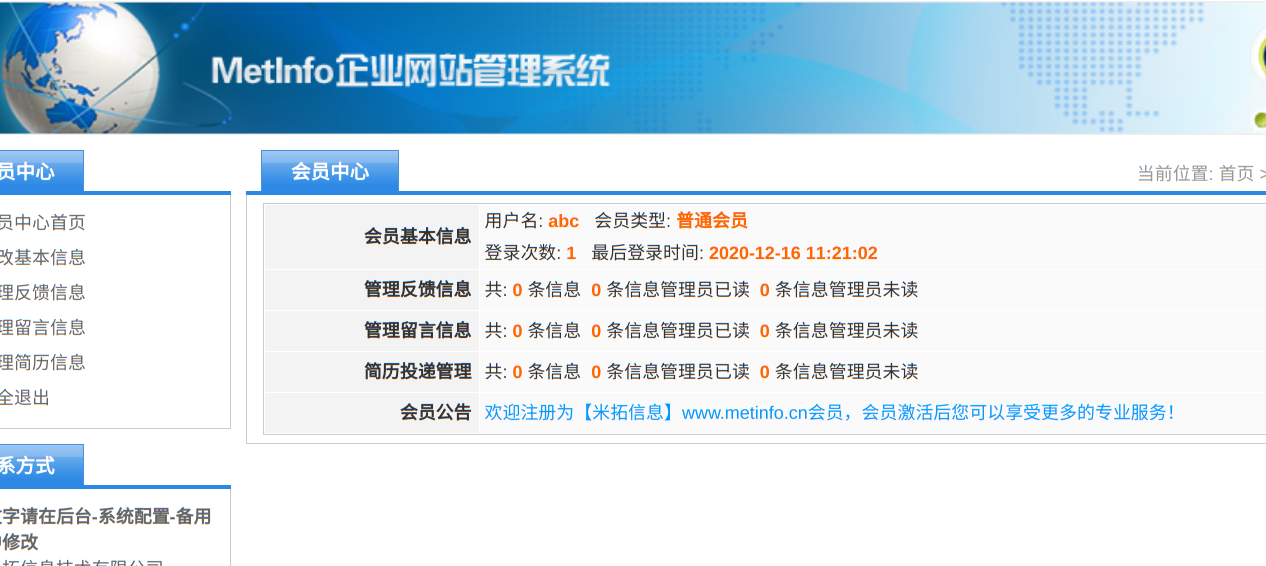 MetInfo企业网站管理系统
员中心
会员中心
当前位置: 首页 >
员中心首页
改基本信息
理反馈信息
理留言信息
理简历信息
全退出
会员基本信息
用户名: abc 会员类型: 普通会员
登录次数: 1 最后登录时间: 2020-12-16 11:21:02
管理反馈信息 共: 0 条信息 0 条信息管理员已读 0 条信息管理员未读
管理留言信息 共: 0 条信息 0 条信息管理员已读 0 条信息管理员未读
简历投递管理 共: 0 条信息 0 条信息管理员已读 0 条信息管理员未读
会员公告 欢迎注册为【米拓信息】www.metinfo.cn会员，会员激活后您可以享受更多的专业服务！
系方式
字请在后台-系统配置-备用
修改
拓信息技术有限公司